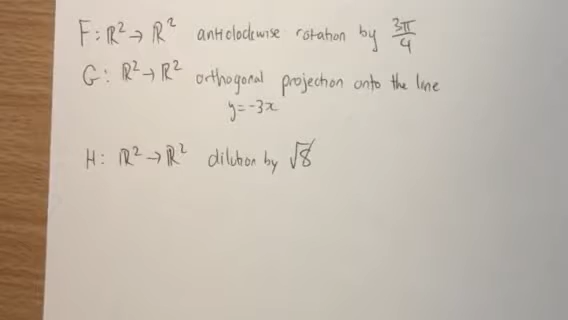 F: ℝ² → ℝ² anticlockwise rotation by 3π/4
G: ℝ² → ℝ² orthogonal projection onto the line
y=-3x
H: ℝ² → ℝ² dilution by √8